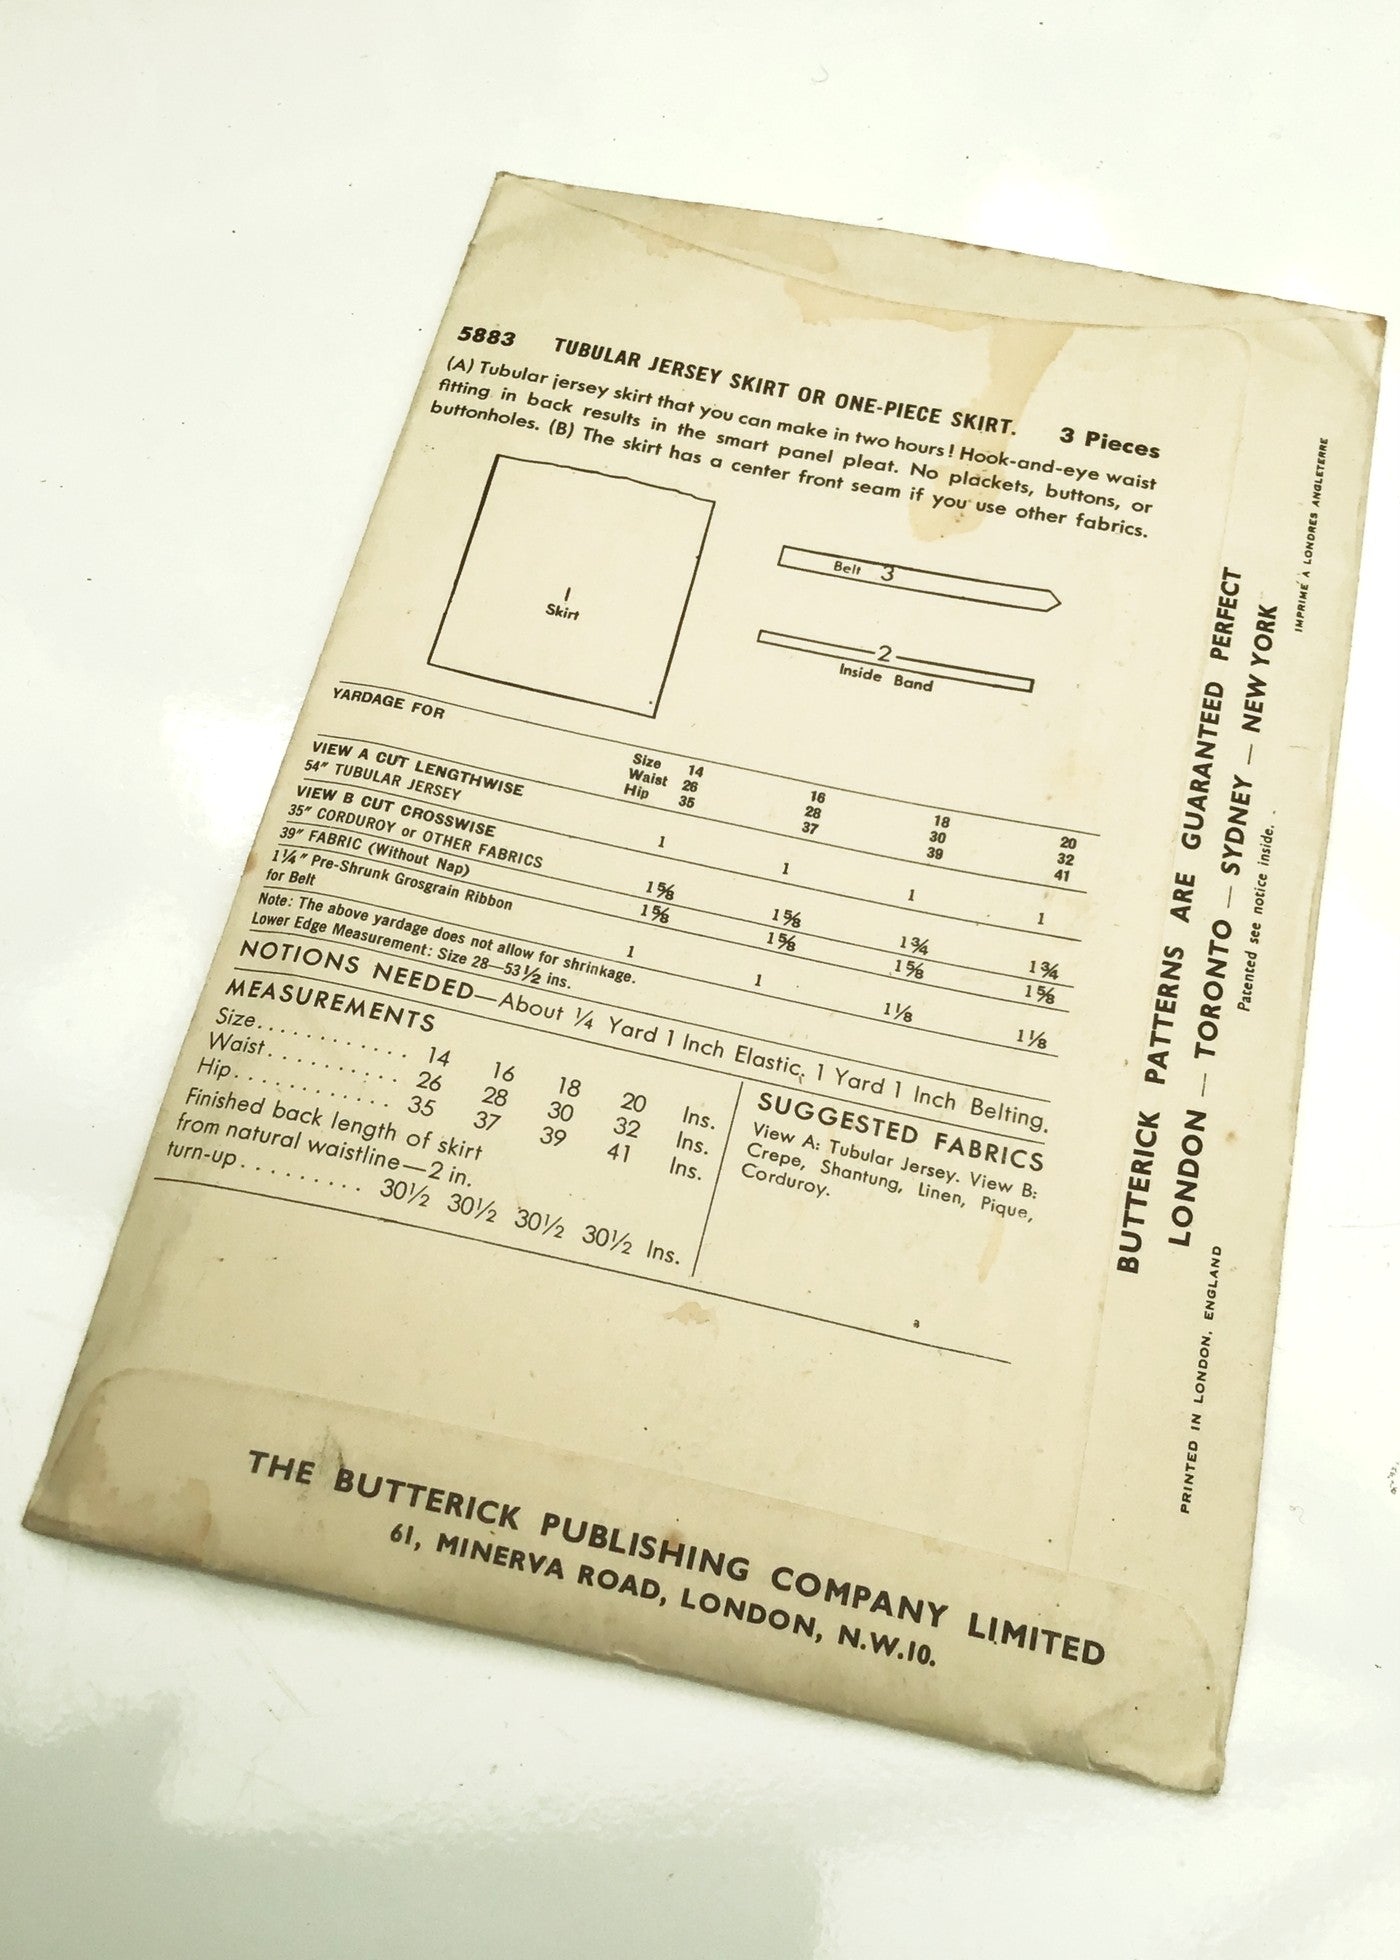 5883 TUBULAR JERSEY SKIRT OR ONE-PIECE SKIRT. 3 Pieces
(A) Tubular jersey skirt that you can make in two hours! Hook-and-eye waist
fitting in back results in the smart panel pleat. No plackets, buttons, or
buttonholes. (B) The skirt has a center front seam if you use other fabrics.
1
Skirt
Belt 3
2
Inside Band
YARDAGE FOR
Size 14 16 18 20
Waist 26 28 30 32
Hip 35 37 39 41
VIEW A CUT LENGTHWISE
54" TUBULAR JERSEY 1 1 1 1
VIEW B CUT CROSSWISE
35" CORDUROY or OTHER FABRICS 1⅝ 1⅝ 1¾ 1¾
39" FABRIC (Without Nap) 1⅝ 1⅝ 1⅝ 1⅝
1¼" Pre-Shrunk Grosgrain Ribbon
for Belt 1 1 1⅛ 1⅛
Note: The above yardage does not allow for shrinkage.
Lower Edge Measurement: Size 28—53½ ins.
NOTIONS NEEDED—About ¼ Yard 1 Inch Elastic, 1 Yard 1 Inch Belting.
MEASUREMENTS
Size.......... 14 16 18 20 Ins.
Waist.......... 26 28 30 32 Ins.
Hip.......... 35 37 39 41 Ins.
Finished back length of skirt
from natural waistline—2 in.
turn-up......... 30½ 30½ 30½ 30½ Ins.
SUGGESTED FABRICS
View A: Tubular Jersey. View B:
Crepe, Shantung, Linen, Pique,
Corduroy.
a
THE BUTTERICK PUBLISHING COMPANY LIMITED
61, MINERVA ROAD, LONDON, N.W.10.
BUTTERICK PATTERNS ARE GUARANTEED PERFECT
LONDON — TORONTO — SYDNEY — NEW YORK
Patented see notice inside.
PRINTED IN LONDON, ENGLAND
IMPRIMÉ A LONDRES ANGLETERRE